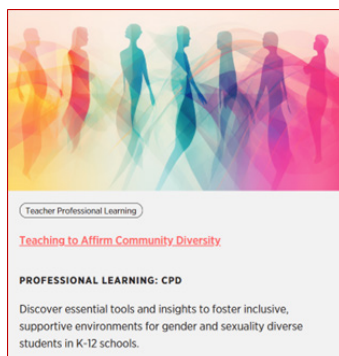 Teacher Professional Learning
Teaching to Affirm Community Diversity
PROFESSIONAL LEARNING: CPD
Discover essential tools and insights to foster inclusive,
supportive environments for gender and sexuality diverse
students in K-12 schools.